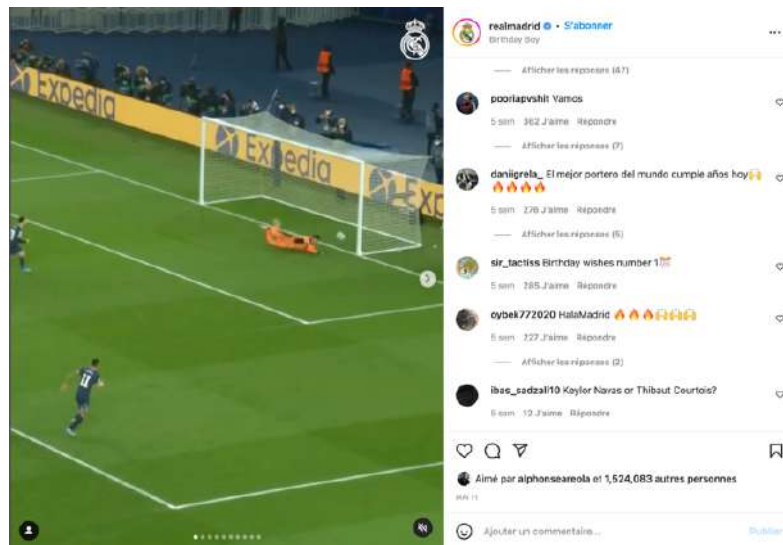 Expedia
Expedia
11
realmadrid • S'abonner
Birthday Boy
Afficher les réponses (47)
pooriapvshit Vamos
5 sem 362 J'aime Répondre
Afficher les réponses (7)
daniigrela_ El mejor portero del mundo cumple años hoy🙌
🔥🔥🔥🔥
5 sem 276 J'aime Répondre
Afficher les réponses (5)
sir_tactiss Birthday wishes number 1🎊
5 sem 285 J'aime Répondre
oybek772020 HalaMadrid 🔥🔥🔥🙌🙌🙌
5 sem 227 J'aime Répondre
Afficher les réponses (2)
ibas_sadzali10 Keylor Navas or Thibaut Courtois?
5 sem 12 J'aime Répondre
Aimé par alphonseareola et 1,524,083 autres personnes
MAI 11
Ajouter un commentaire...
Publier